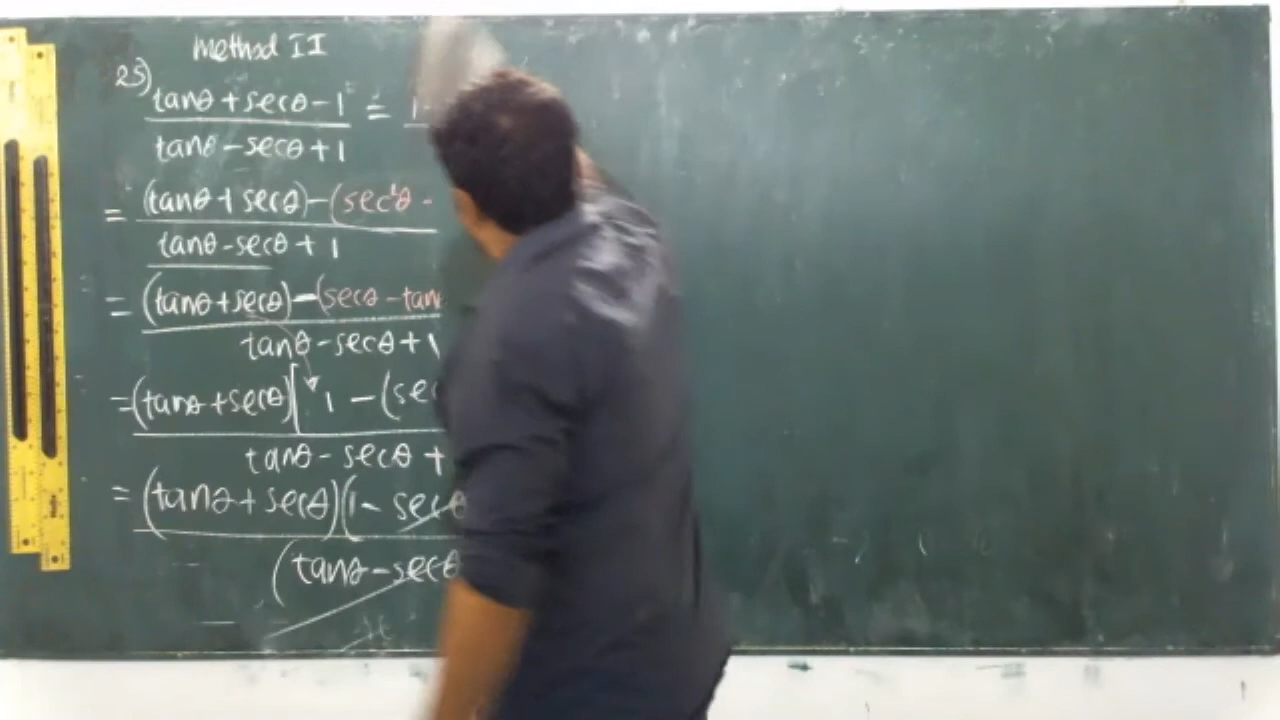 Method II
25)
tanθ + secθ - 1 = 1
tanθ - secθ + 1
= (tanθ + secθ) - (sec²θ -
tanθ - secθ + 1
= (tanθ + secθ) - (secθ - tan
tanθ - secθ + 1
= (tanθ + secθ) [ 1 - (sec
tanθ - secθ +
= (tanθ + secθ)(1 - secθ
(tanθ - secθ